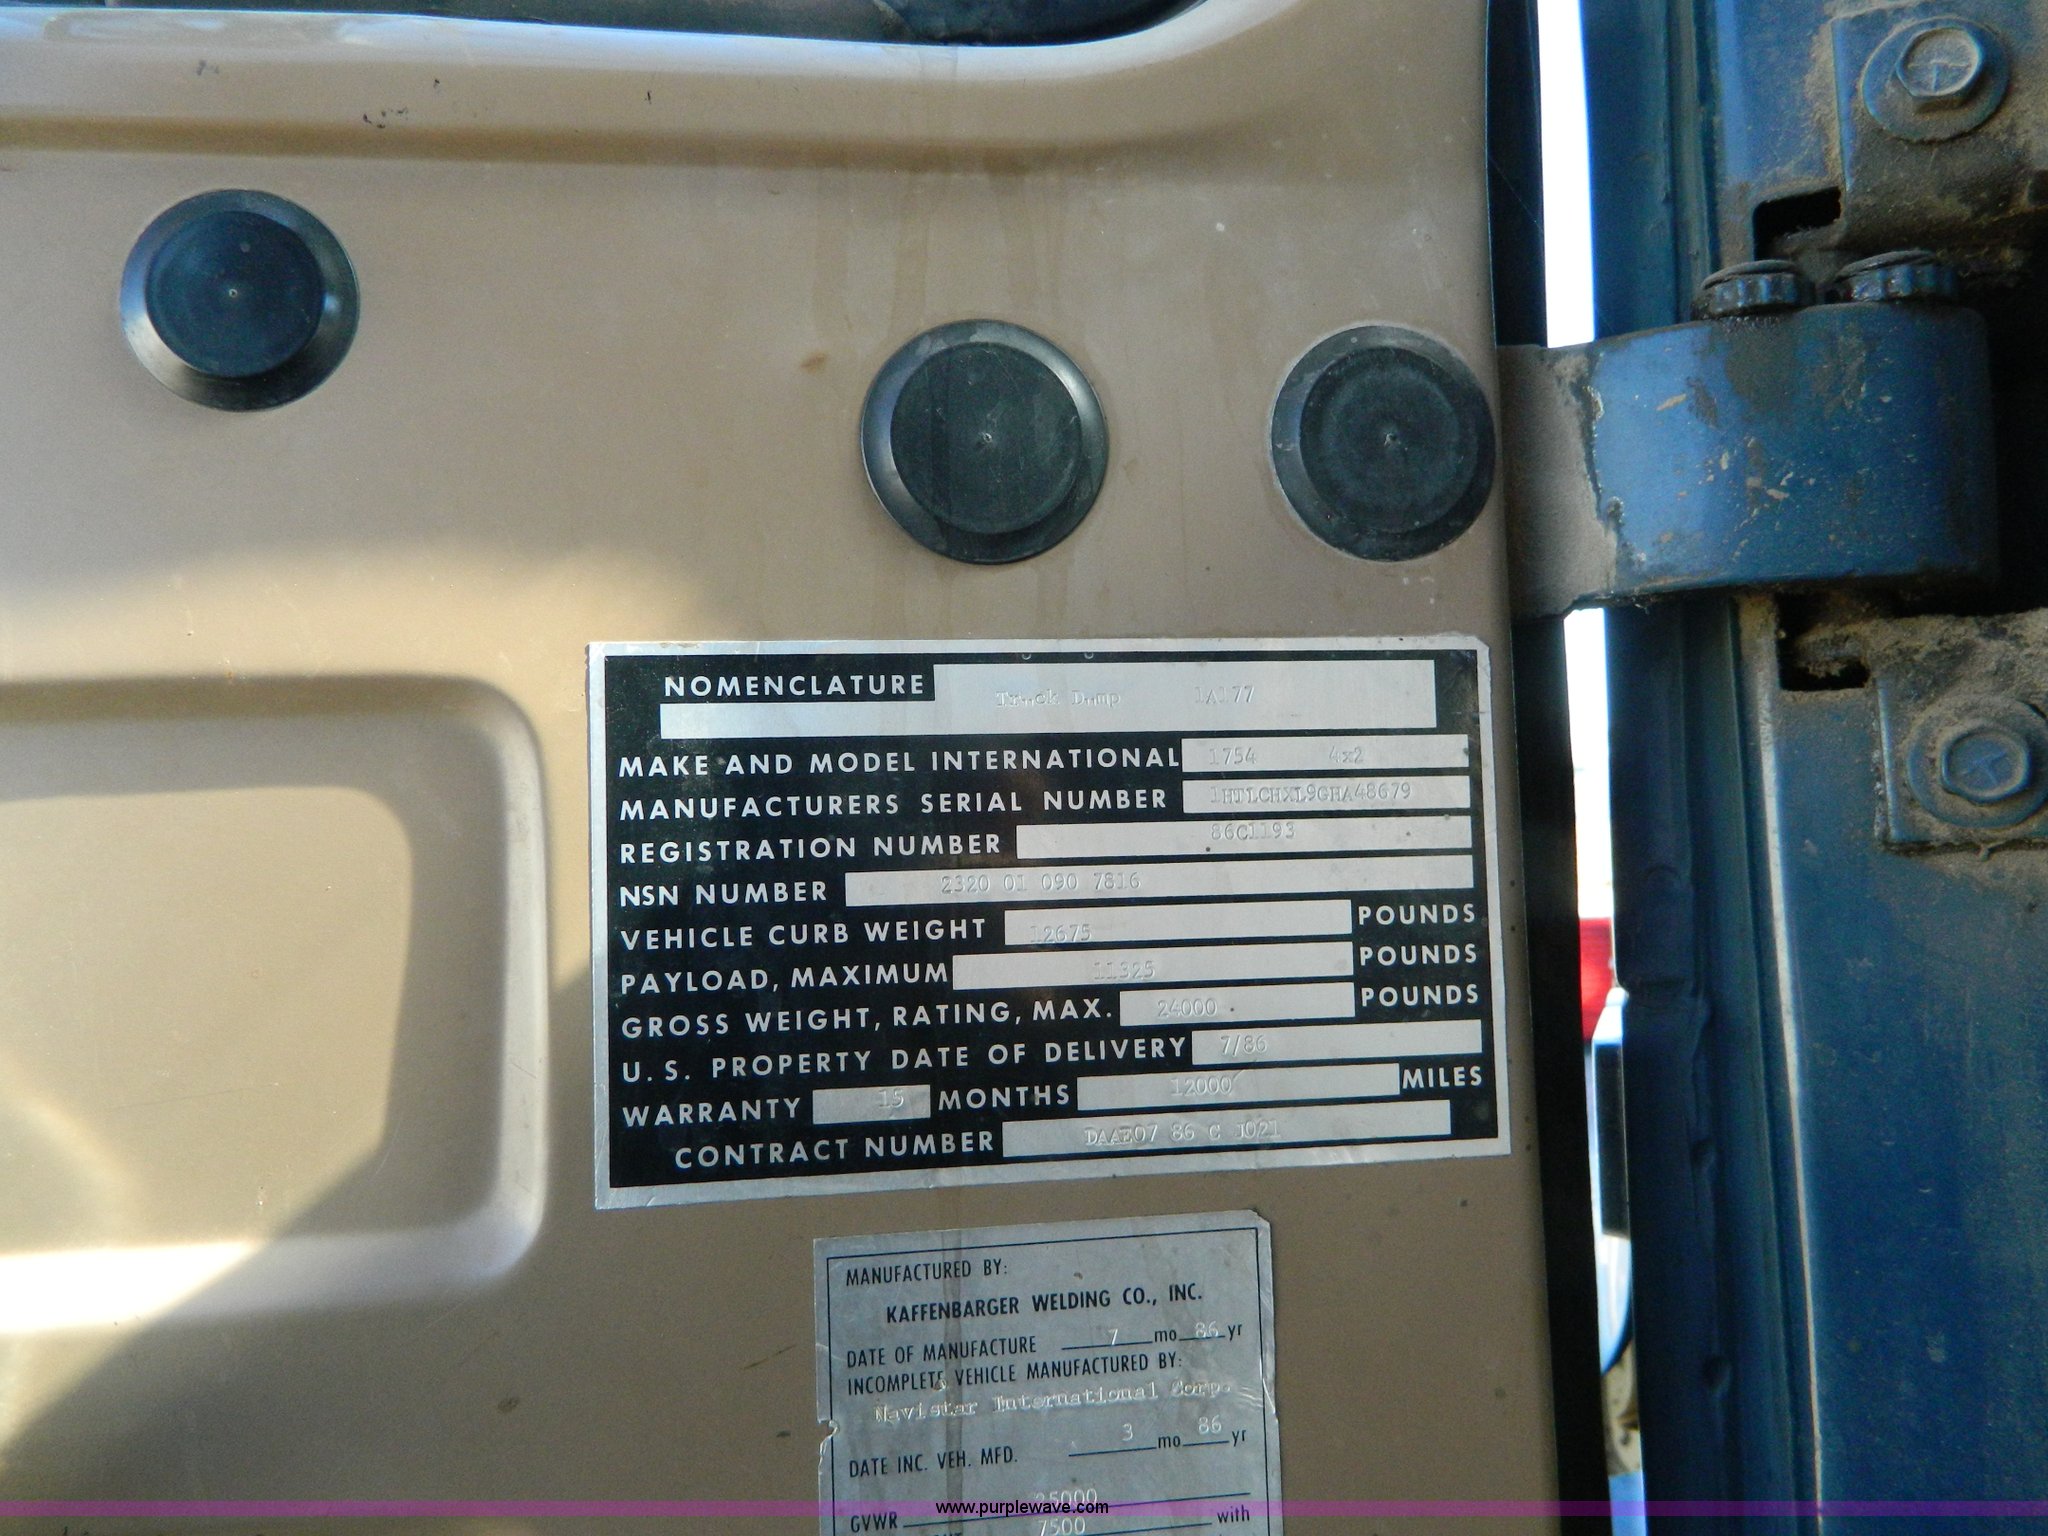 NOMENCLATURE Truck Dump 1A177
MAKE AND MODEL INTERNATIONAL 1754 4x2
MANUFACTURERS SERIAL NUMBER 1HTLCHXL9GHA48679
REGISTRATION NUMBER 86C1193
NSN NUMBER 2320 01 090 7816
VEHICLE CURB WEIGHT 12675 POUNDS
PAYLOAD, MAXIMUM 11325 POUNDS
GROSS WEIGHT, RATING, MAX. 24000 POUNDS
U.S. PROPERTY DATE OF DELIVERY 7/86
WARRANTY 15 MONTHS 12000 MILES
CONTRACT NUMBER DAAE07 86 C J021
MANUFACTURED BY:
KAFFENBARGER WELDING CO., INC.
DATE OF MANUFACTURE 7 mo 86 yr
INCOMPLETE VEHICLE MANUFACTURED BY:
Navistar International Corp.
DATE INC. VEH. MFD. 3 mo 86 yr
GVWR 25000 with
7500
www.purplewave.com